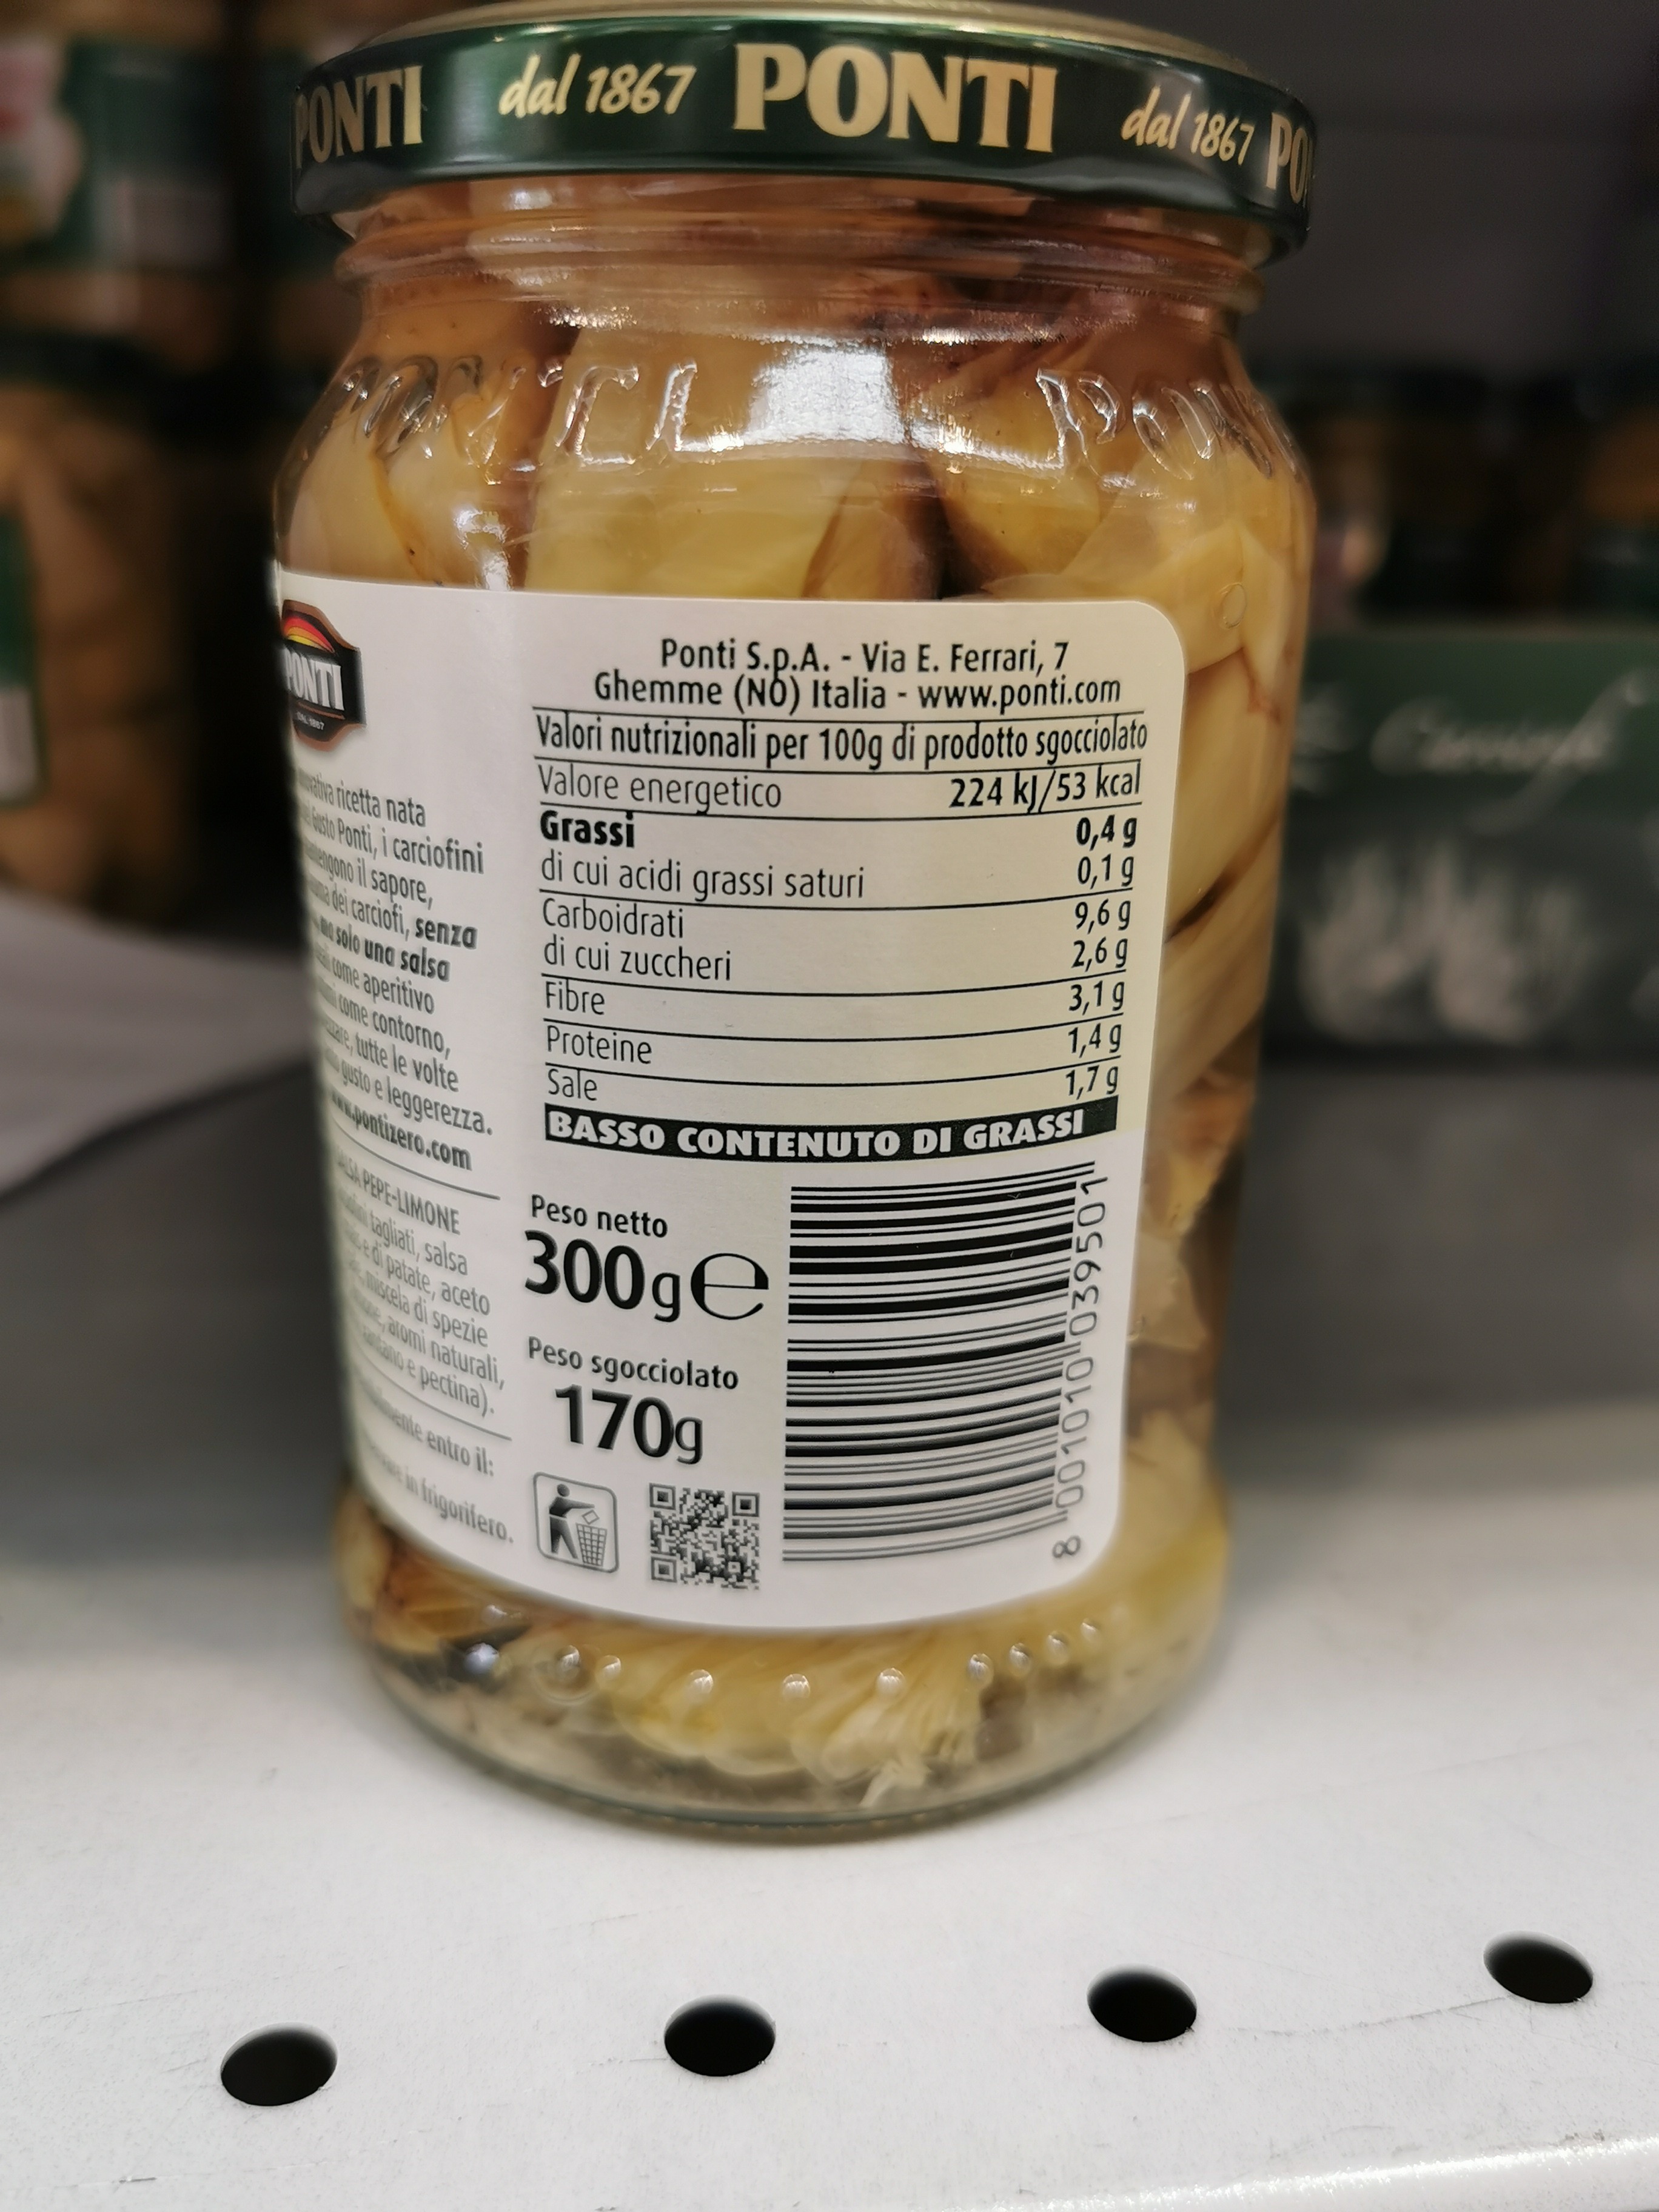 PONTI dal 1867 PONTI dal 1867 PO
PONTI
DAL 1867
ricetta nata
Gusto Ponti, i carciofini
il sapore,
dei carciofi, senza
ma solo una salsa
come aperitivo
come contorno,
tutte le volte
gusto e leggerezza.
www.pontizero.com
SALSA PEPE-LIMONE
tagliati, salsa
e di patate, aceto
miscela di spezie
aromi naturali,
e pectina).
entro il:
in frigorifero.
Ponti S.p.A. - Via E. Ferrari, 7
Ghemme (NO) Italia - www.ponti.com
Valori nutrizionali per 100g di prodotto sgocciolato
Valore energetico 224 kJ/53 kcal
Grassi 0,4 g
di cui acidi grassi saturi 0,1 g
Carboidrati 9,6 g
di cui zuccheri 2,6 g
Fibre 3,1 g
Proteine 1,4 g
Sale 1,7 g
BASSO CONTENUTO DI GRASSI
Peso netto
300g e
Peso sgocciolato
170g
8 001010 039501